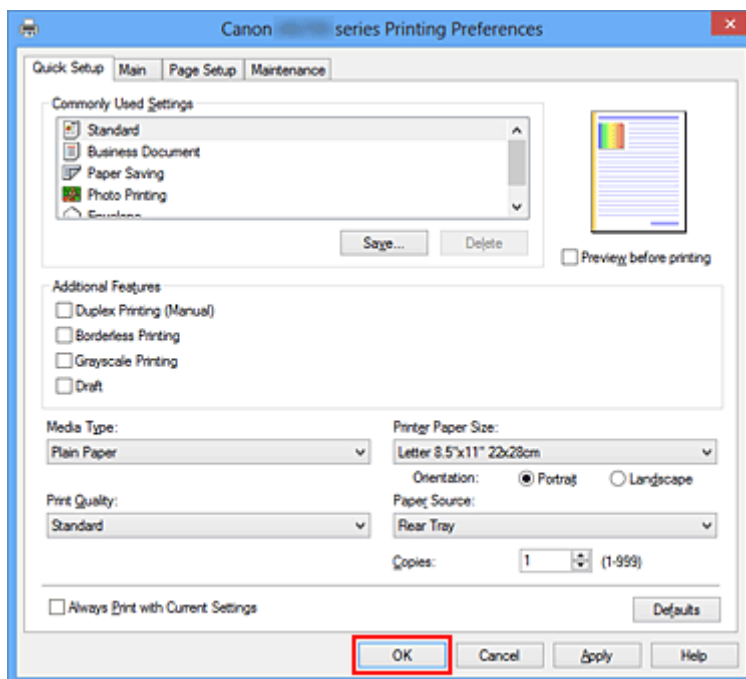 Canon series Printing Preferences
Quick Setup Main Page Setup Maintenance
Commonly Used Settings
Standard
Business Document
Paper Saving
Photo Printing
Envelope
Save... Delete
Preview before printing
Additional Features
Duplex Printing (Manual)
Borderless Printing
Grayscale Printing
Draft
Media Type:
Plain Paper
Printer Paper Size:
Letter 8.5"x11" 22x28cm
Orientation: Portrait Landscape
Print Quality:
Standard
Paper Source:
Rear Tray
Copies: 1 (1-999)
Always Print with Current Settings
Defaults
OK Cancel Apply Help